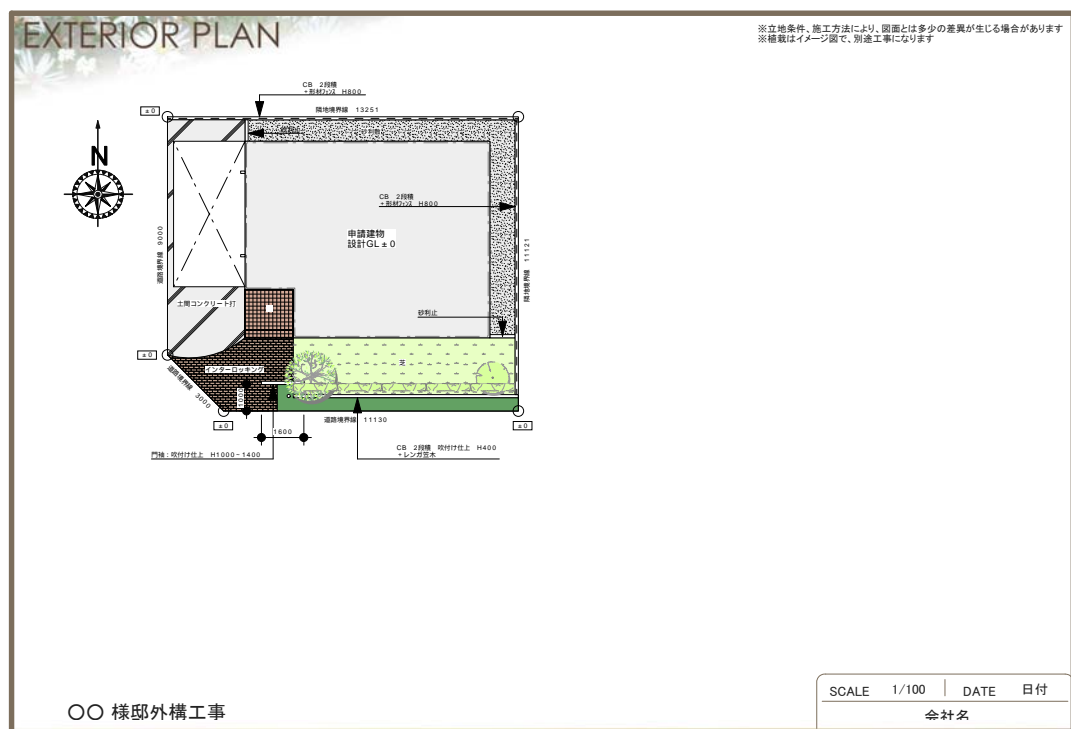 EXTERIOR PLAN
※立地条件、施工方法により、図面とは多少の差異が生じる場合があります
※植栽はイメージ図で、別途工事になります
CB 2段積
+形材フェンス H800
±0
隣地境界線 13251
砂利止
N
CB 2段積
+形材フェンス H800
申請建物
設計GL±0
道路境界線 9000
隣地境界線 11121
土間コンクリート打
砂利止
±0
芝
インターロッキング
道路境界線 3000
1000
±0
道路境界線 11130
±0
1600
門袖:吹付け仕上 H1000~1400
CB 2段積 吹付け仕上 H400
+レンガ笠木
SCALE 1/100 DATE 日付
〇〇 様邸外構工事
会社名